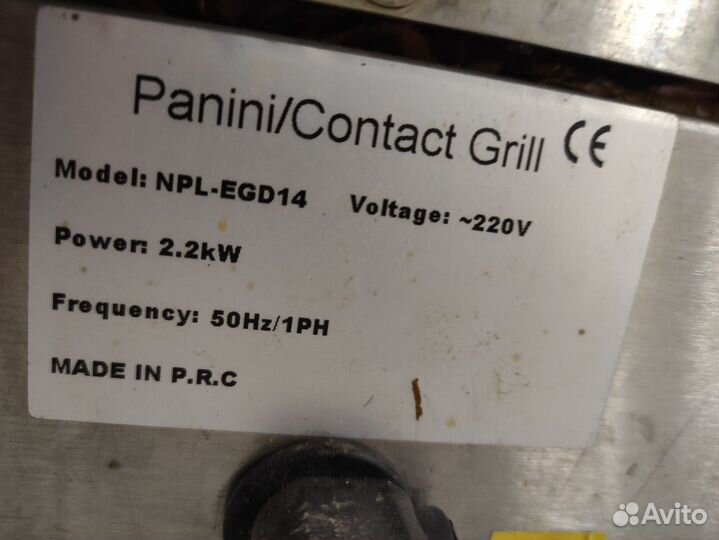 Panini/Contact Grill CE
Model: NPL-EGD14 Voltage: ~220V
Power: 2.2kW
Frequency: 50Hz/1PH
MADE IN P.R.C
Avito